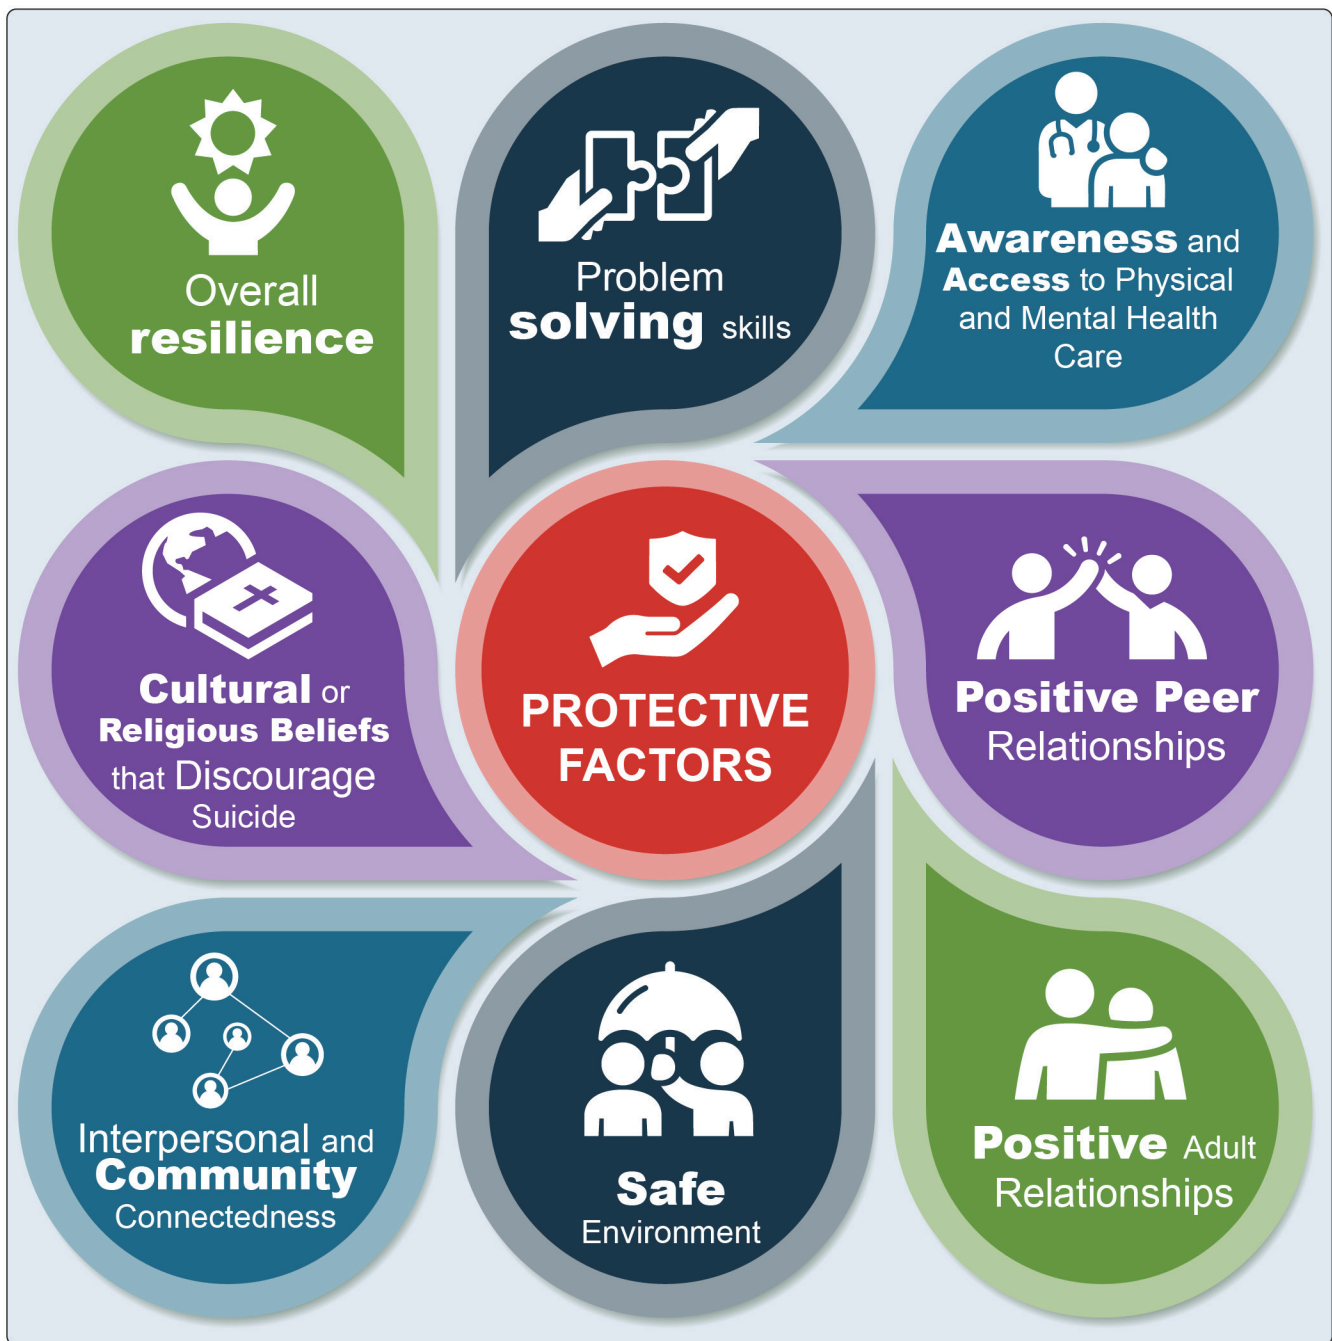 Overall
resilience
Problem
solving skills
Awareness and
Access to Physical
and Mental Health
Care
Cultural or
Religious Beliefs
that Discourage
Suicide
PROTECTIVE
FACTORS
Positive Peer
Relationships
Interpersonal and
Community
Connectedness
Safe
Environment
Positive Adult
Relationships